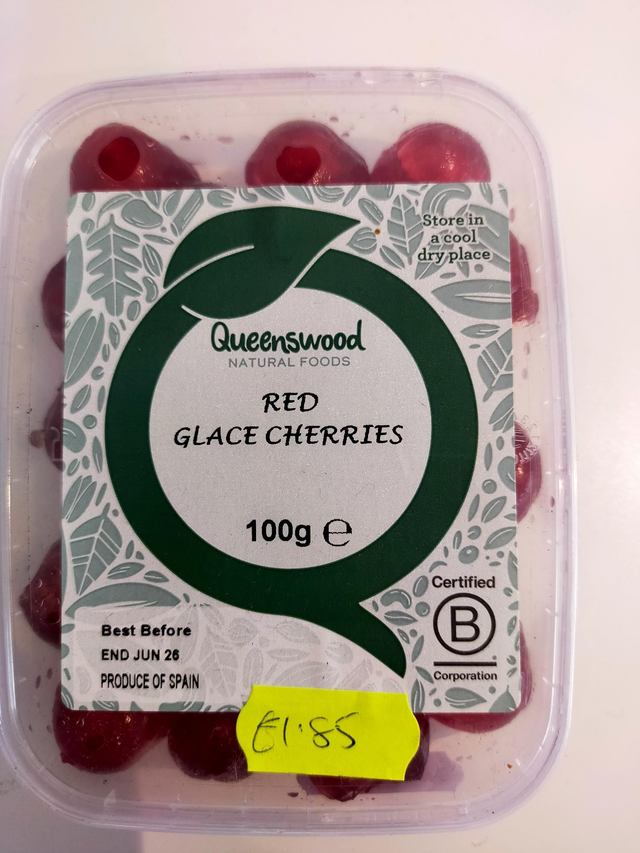 Store in
a cool
dry place
Queenswood
NATURAL FOODS
RED
GLACE CHERRIES
100g ℮
Certified
B
Corporation
Best Before
END JUN 26
PRODUCE OF SPAIN
£1.85